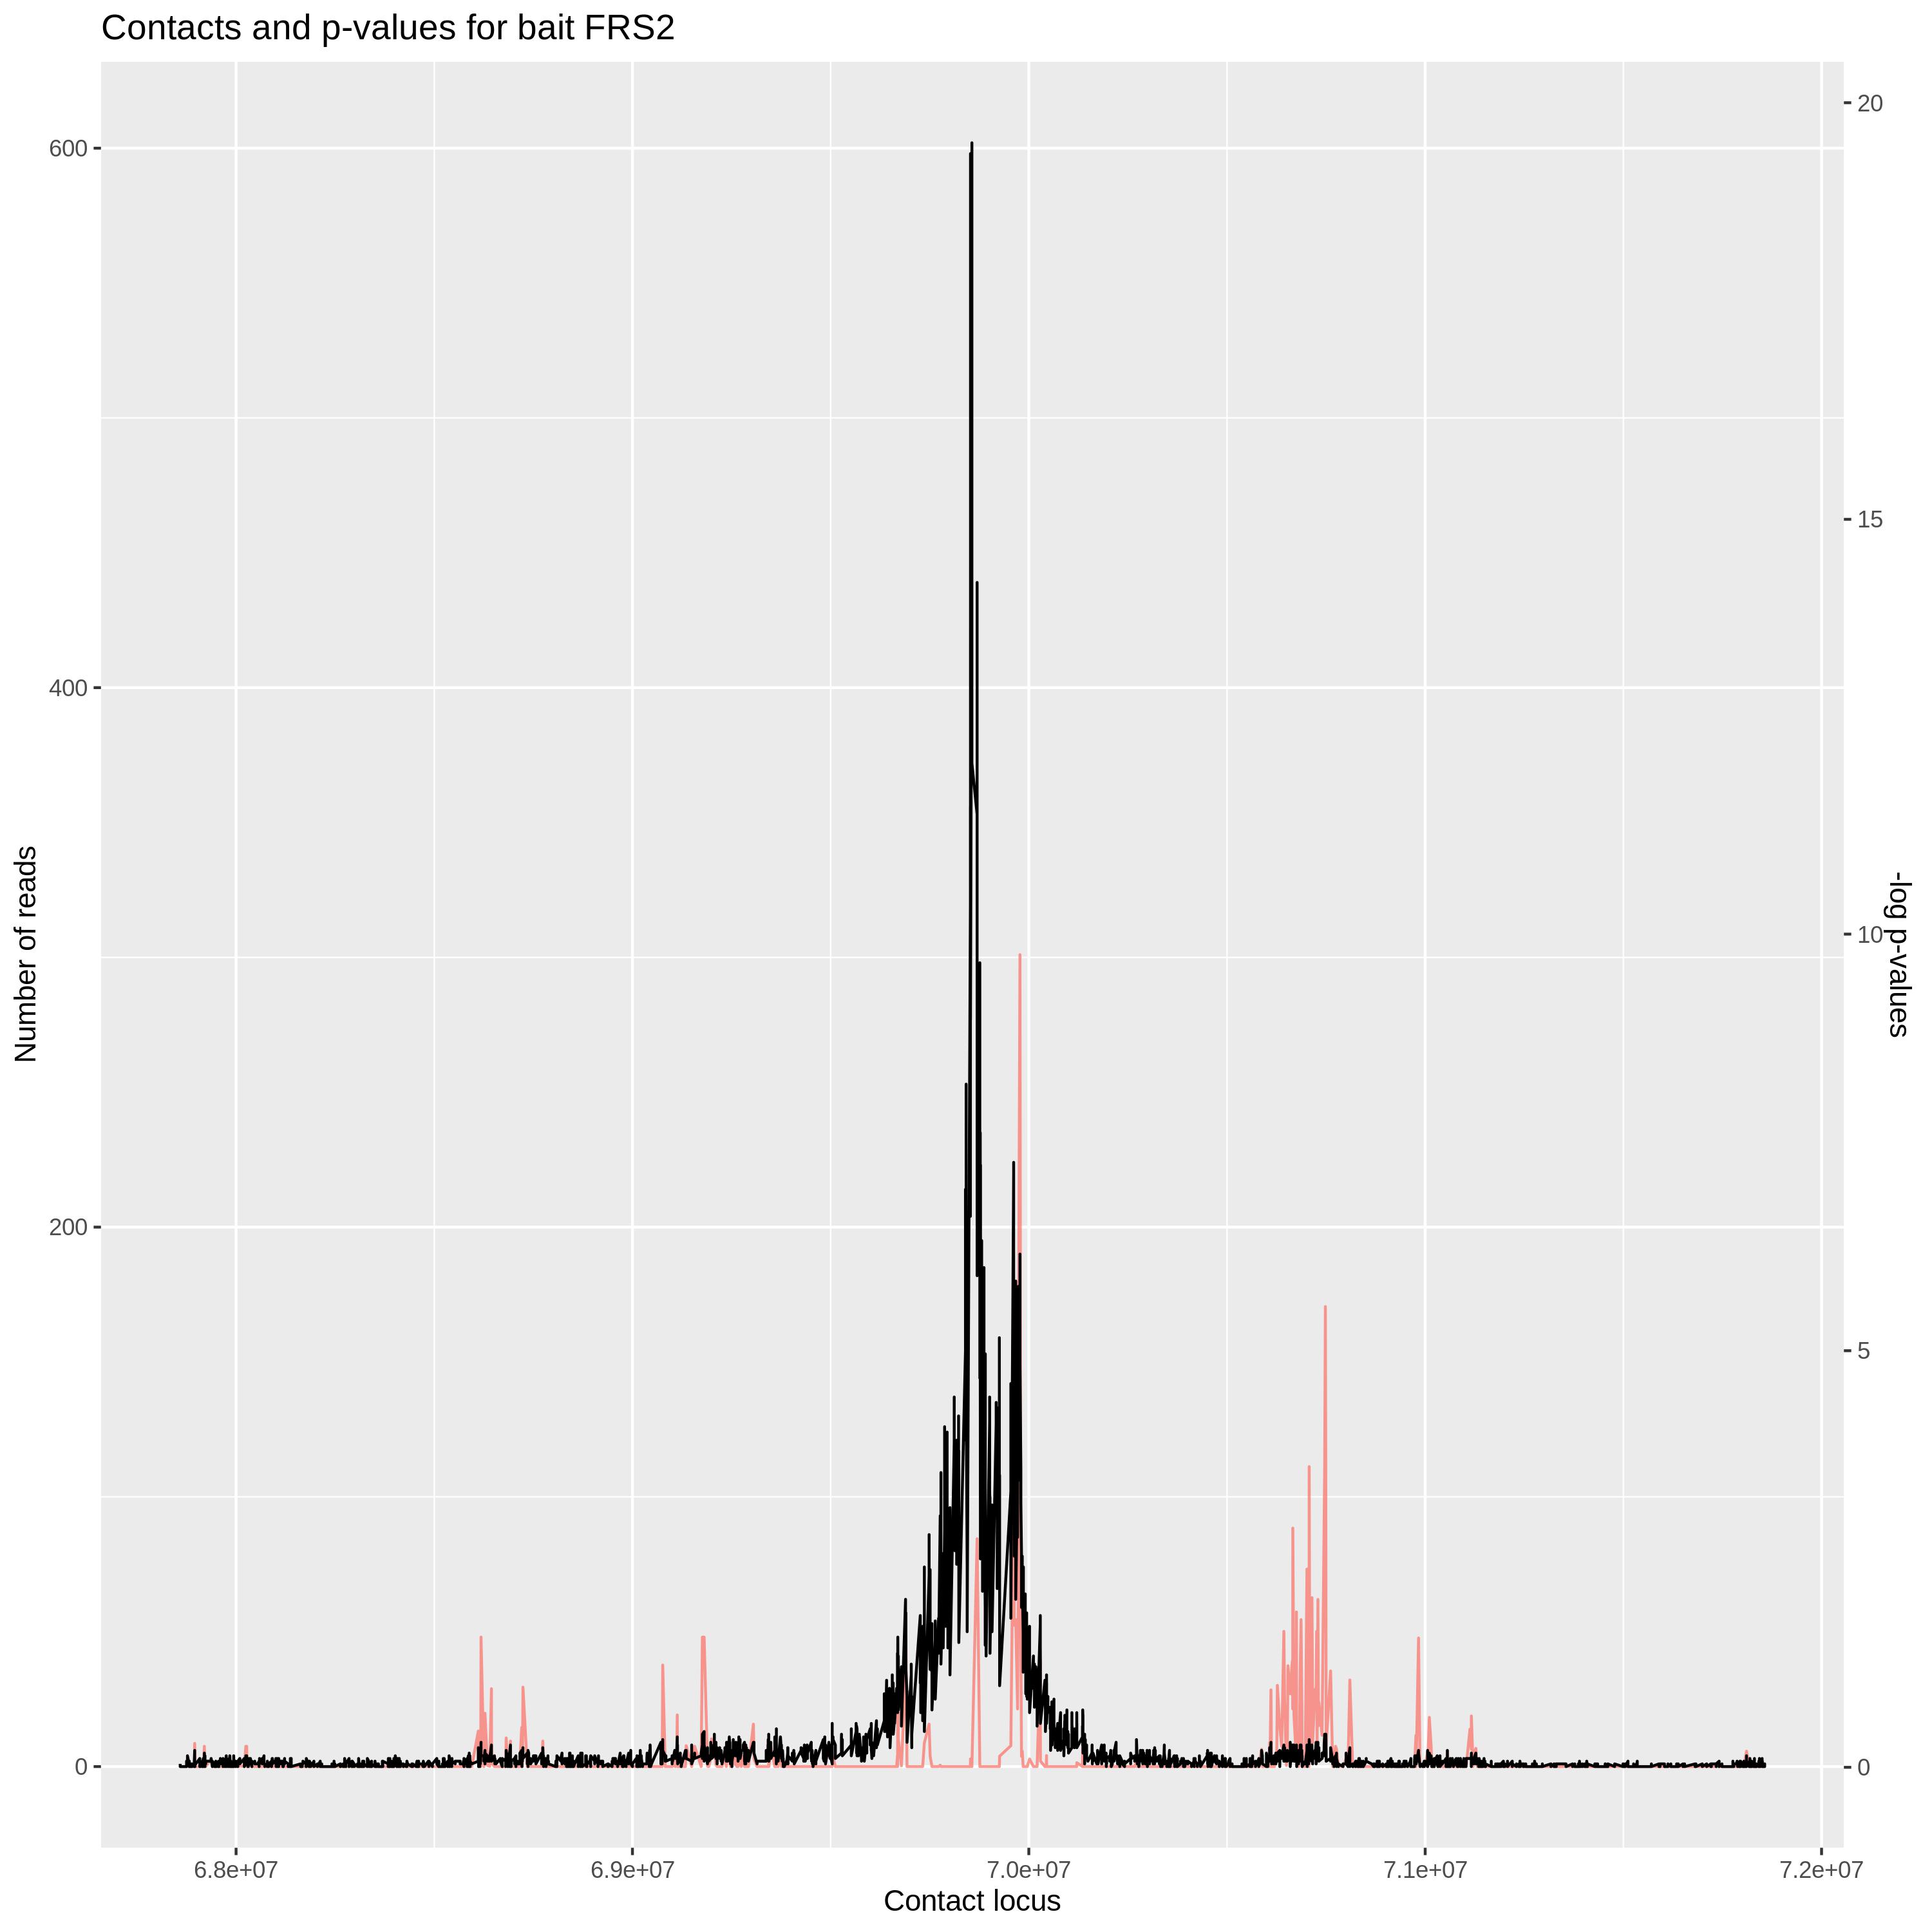 Contacts and p-values for bait FRS2
600
400
200
0
Number of reads
20
15
10
5
0
-log p-values
6.8e+07
6.9e+07
7.0e+07
7.1e+07
7.2e+07
Contact locus